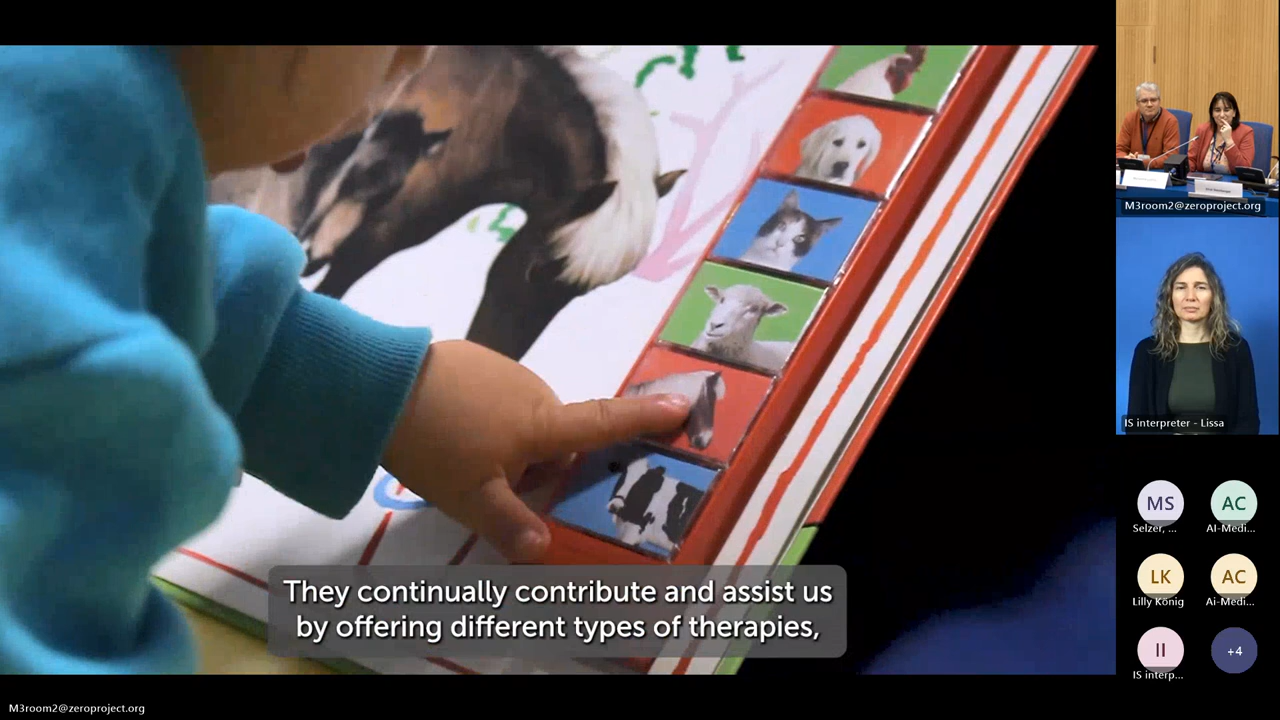 They continually contribute and assist us
by offering different types of therapies,
M3room2@zeroproject.org
IS interpreter - Lissa
MS
Selzer, ...
AC
AI-Medi...
LK
Lilly König
AC
Ai-Medi...
II
IS interp...
+4
M3room2@zeroproject.org